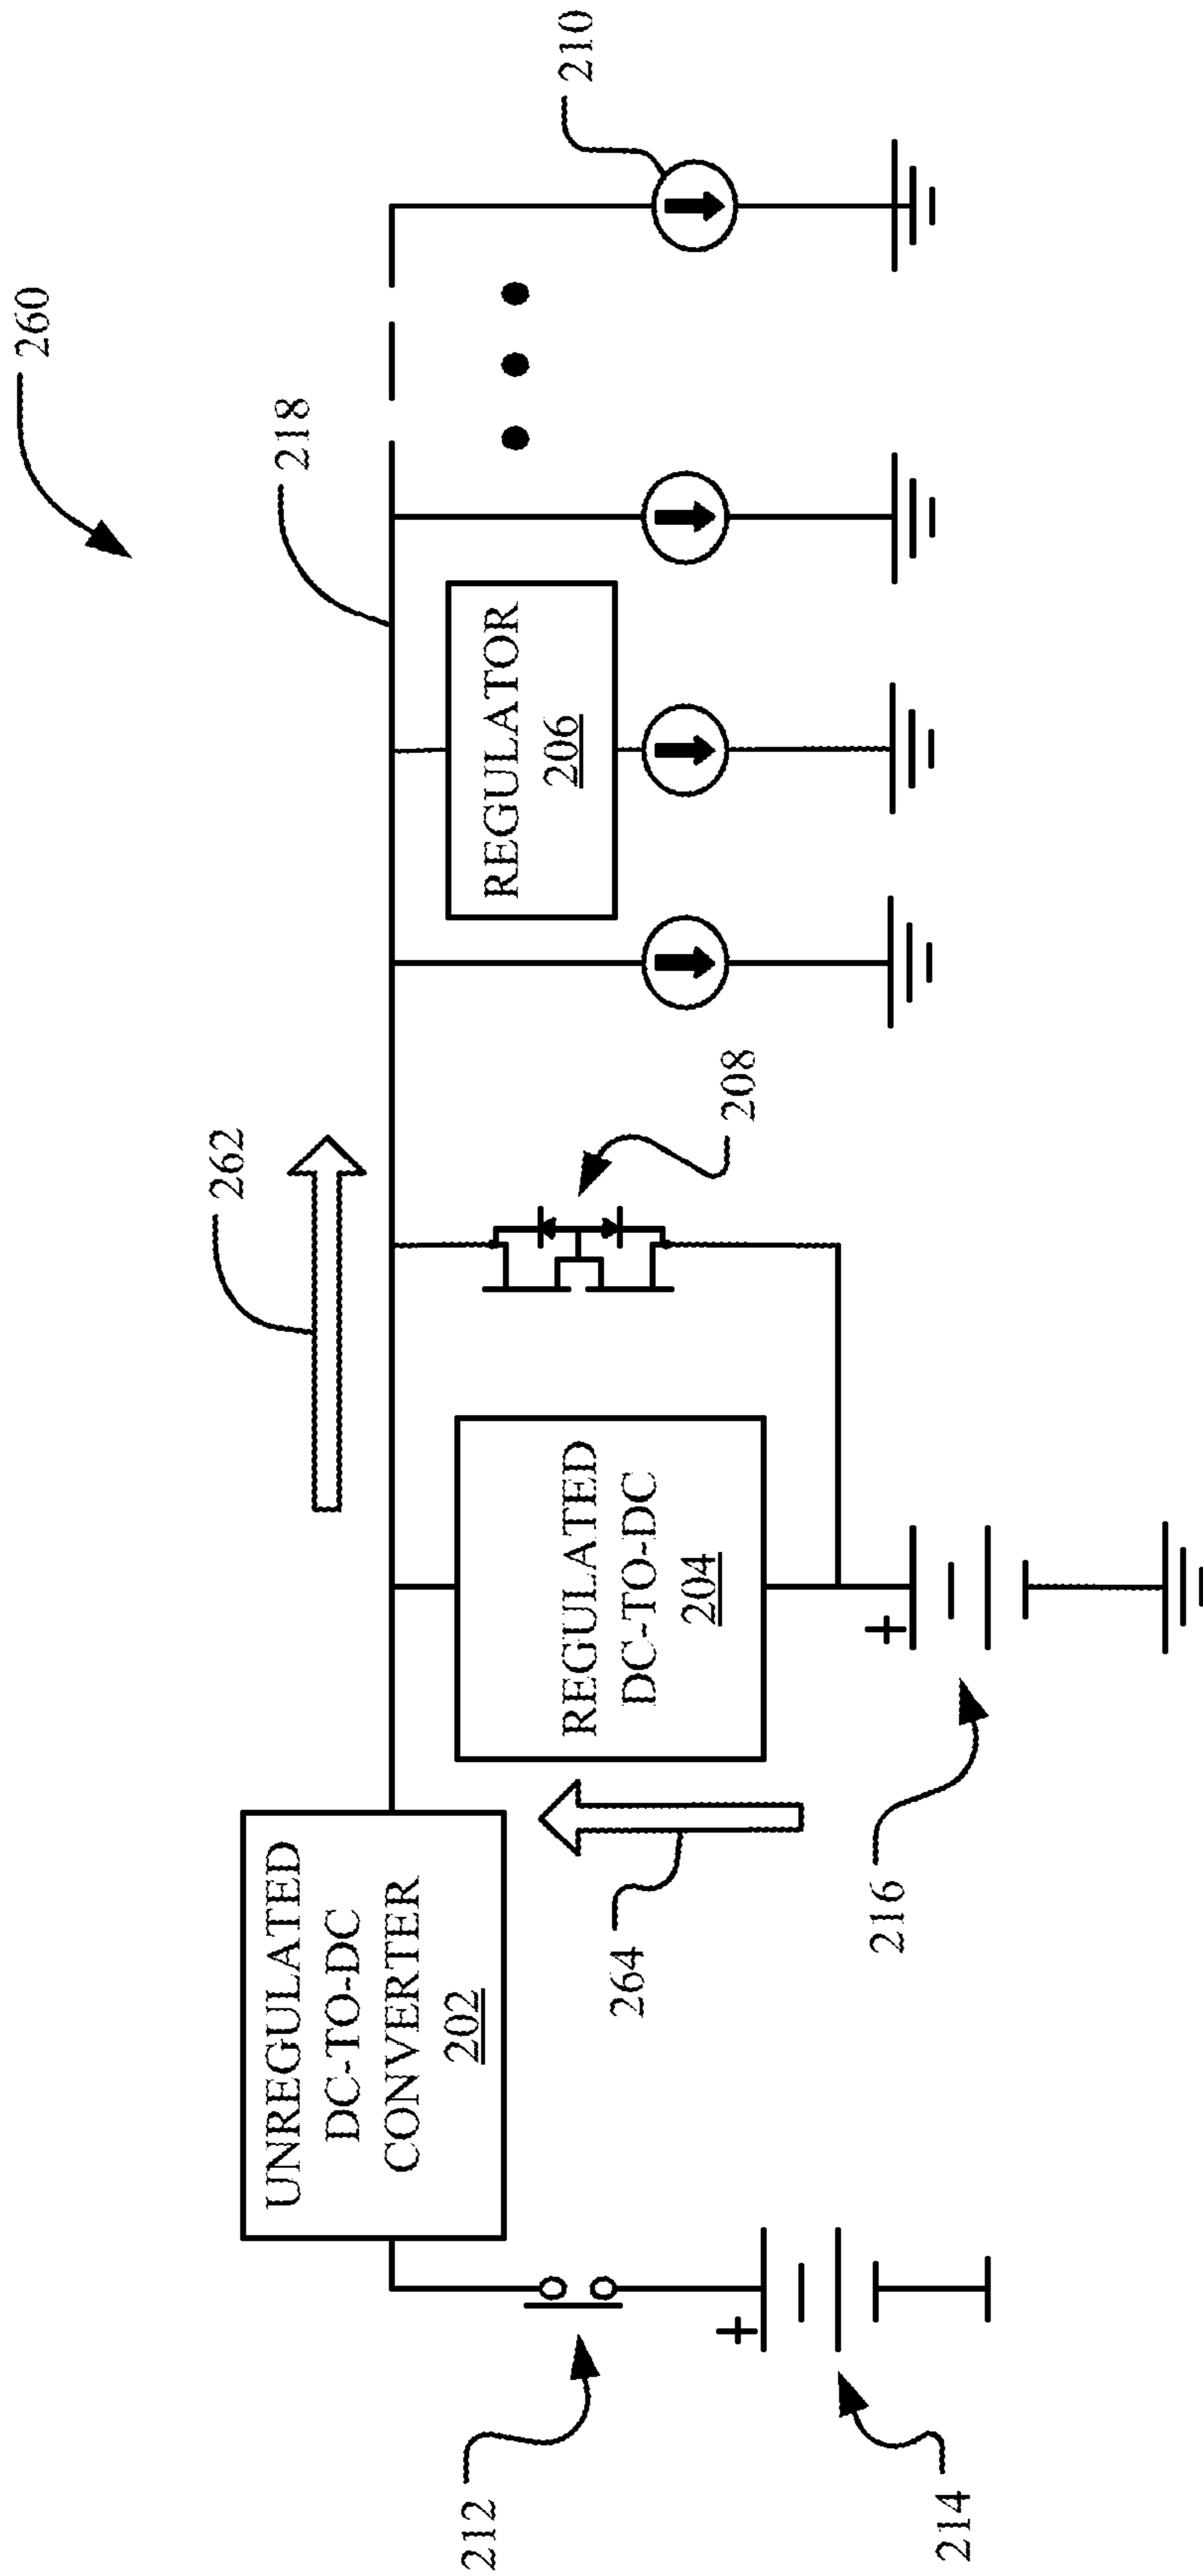 260
262
218
210
UNREGULATED
DC-TO-DC
CONVERTER
202
REGULATED
DC-TO-DC
204
REGULATOR
206
208
212
264
+
+
214
216